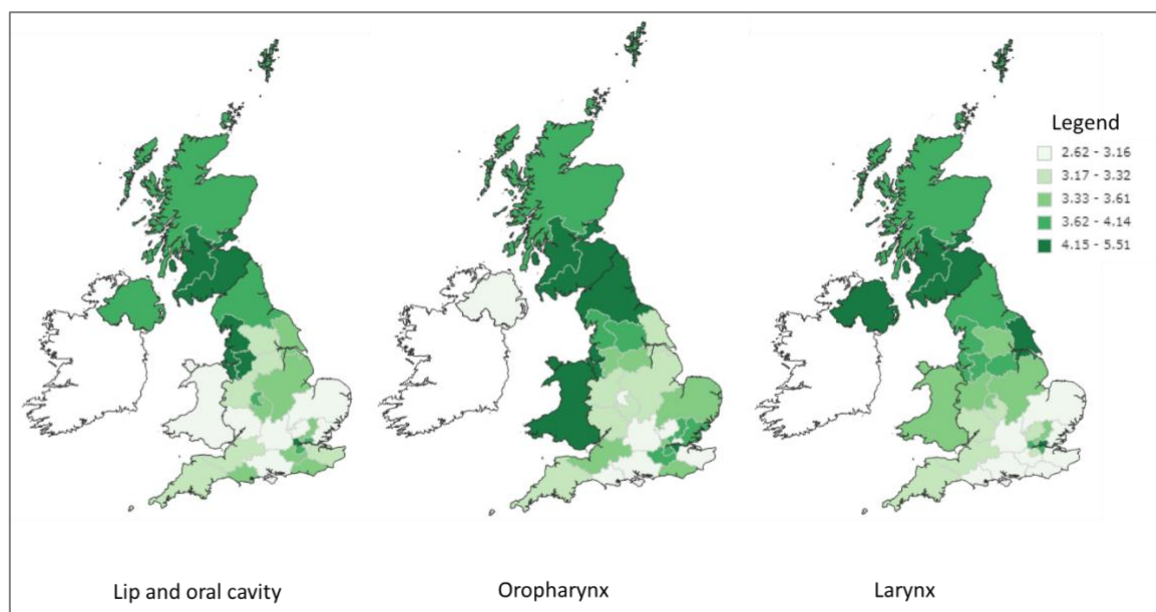 Legend
2.62 - 3.16
3.17 - 3.32
3.33 - 3.61
3.62 - 4.14
4.15 - 5.51
Lip and oral cavity
Oropharynx
Larynx